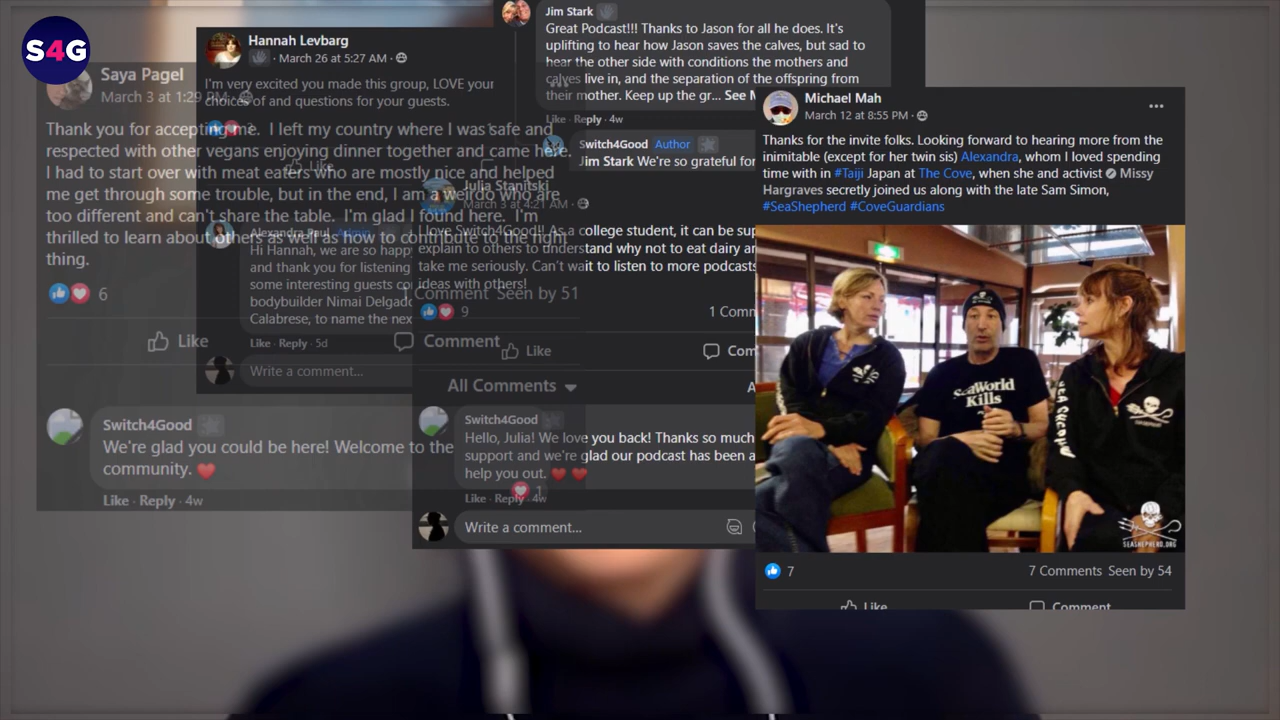 S4G
Saya Pagel
March 3 at 1:29
Thank you for accepting me. I left my country where I was safe and
respected with other vegans enjoying dinner together and came here.
I had to start over with meat eaters who are mostly nice and helped
me get through some trouble, but in the end, I am a weirdo who are
too different and can't share the table. I'm glad I found here. I'm
thrilled to learn about others as well as how to contribute to the right
thing.
6
Like
Comment
Switch4Good
We're glad you could be here! Welcome to the
community.
Like · Reply · 4w
Hannah Levbarg
March 26 at 5:27 AM
I'm very excited you made this group, LOVE your
choices of and questions for your guests.
Like
Alexandra Paul
Hi Hannah, we are so happy
and thank you for listening
some interesting guests co
bodybuilder Nimai Delgado
Calabrese, to name the next
Like · Reply · 5d
Write a comment...
Jim Stark
Great Podcast!!! Thanks to Jason for all he does. It's
uplifting to hear how Jason saves the calves, but sad to
hear the other side with conditions the mothers and
calves live in, and the separation of the offspring from
their mother. Keep up the gr... See M
Like · Reply · 4w
Switch4Good Author
Jim Stark We're so grateful for
Julia Stanitski
March 3 at 4:21 AM
I love Switch4Good!! As a college student, it can be sup
explain to others to understand why not to eat dairy an
take me seriously. Can't wait to listen to more podcasts
ideas with others!
Comment Seen by 51
9
1 Comm
Like
Com
All Comments
A
Switch4Good
Hello, Julia! We love you back! Thanks so much
support and we're glad our podcast has been a
help you out.
Like · Reply · 4w
1
Write a comment...
Michael Mah
March 12 at 8:55 PM
Thanks for the invite folks. Looking forward to hearing more from the
inimitable (except for her twin sis) Alexandra, whom I loved spending
time with in #Taiji Japan at The Cove, when she and activist Missy
Hargraves secretly joined us along with the late Sam Simon,
#SeaShepherd #CoveGuardians
SeaWorld
Kills
SEA SHEPHERD
SEASHEPHERD.ORG
7
7 Comments Seen by 54
Like
Comment